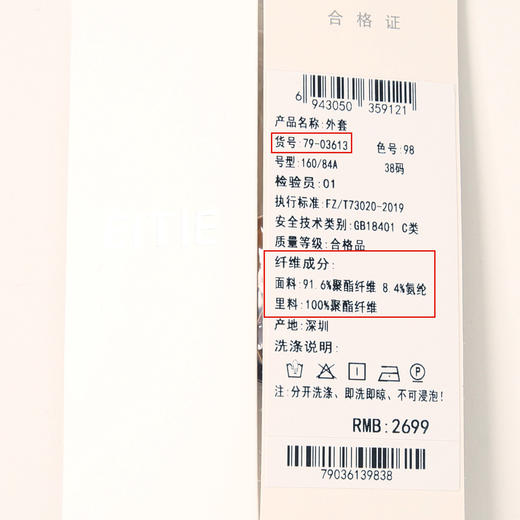 合格证
6 943050 359121
产品名称:外套
货号:79-03613 色号:98
号型:160/84A 38码
检验员:01
执行标准:FZ/T73020-2019
安全技术类别:GB18401 C类
质量等级:合格品
纤维成分:
面料:91.6%聚酯纤维 8.4%氨纶
里料:100%聚酯纤维
产地:深圳
洗涤说明:
注:分开洗涤、即洗即晾、不可浸泡!
RMB:2699
79036139838